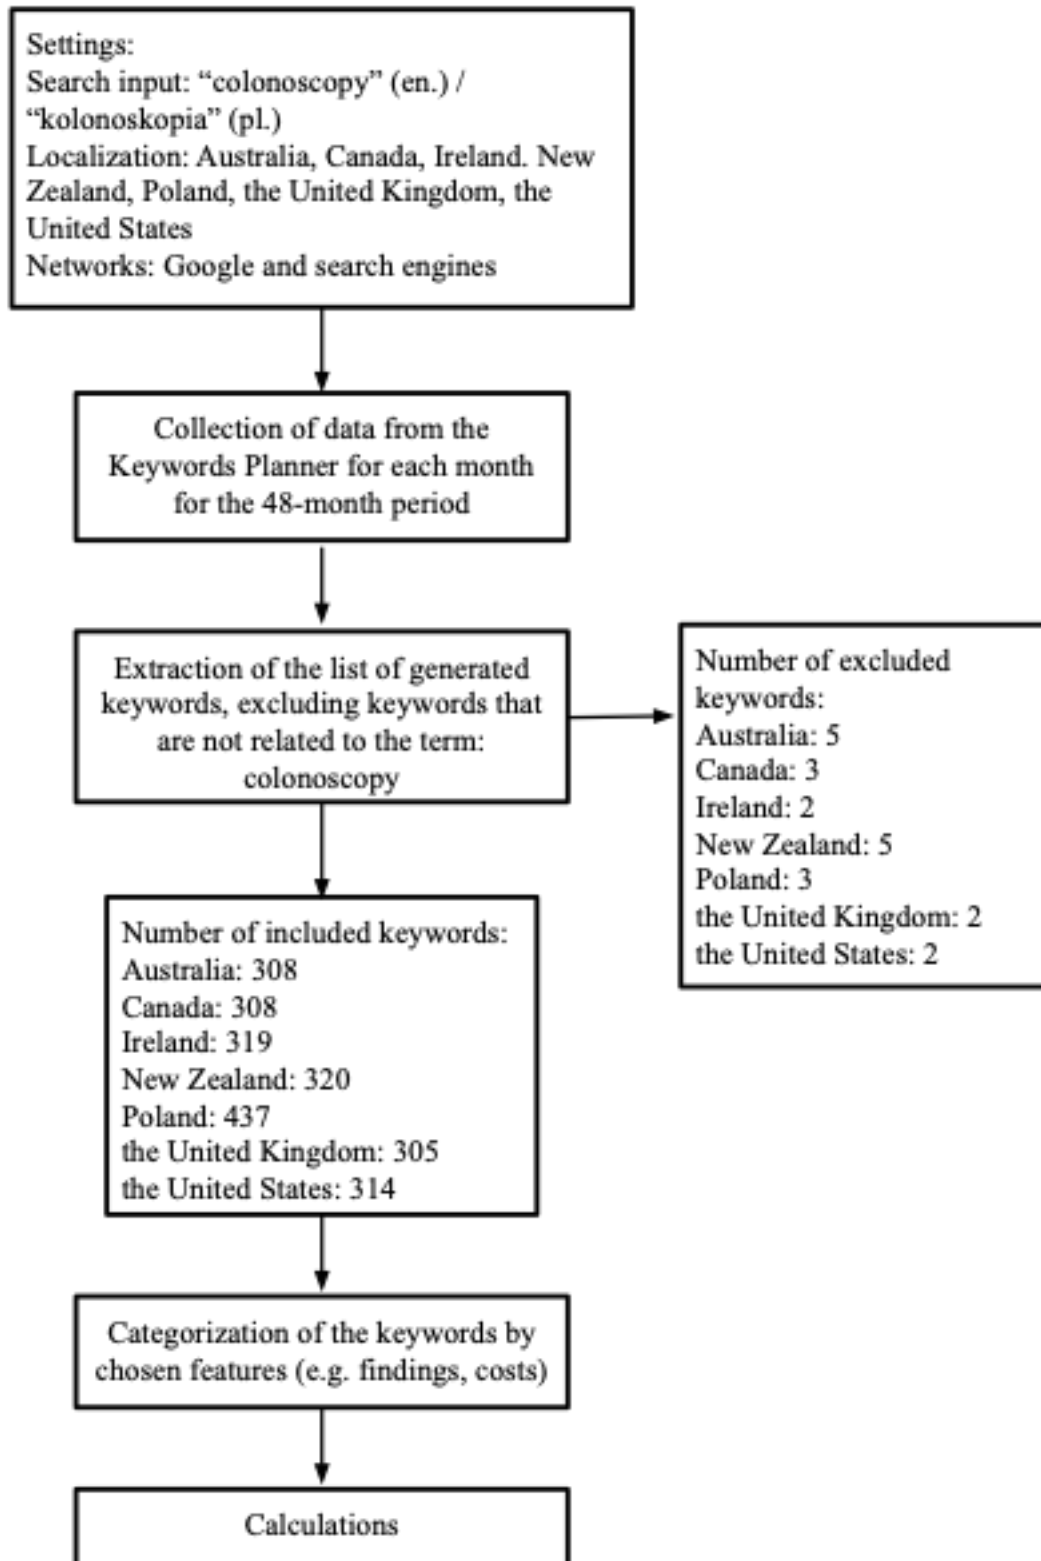 Settings:
Search input: “colonoscopy” (en.) /
“kolonoskopia” (pl.)
Localization: Australia, Canada, Ireland. New
Zealand, Poland, the United Kingdom, the
United States
Networks: Google and search engines
Collection of data from the
Keywords Planner for each month
for the 48-month period
Extraction of the list of generated
keywords, excluding keywords that
are not related to the term:
colonoscopy
Number of excluded
keywords:
Australia: 5
Canada: 3
Ireland: 2
New Zealand: 5
Poland: 3
the United Kingdom: 2
the United States: 2
Number of included keywords:
Australia: 308
Canada: 308
Ireland: 319
New Zealand: 320
Poland: 437
the United Kingdom: 305
the United States: 314
Categorization of the keywords by
chosen features (e.g. findings, costs)
Calculations